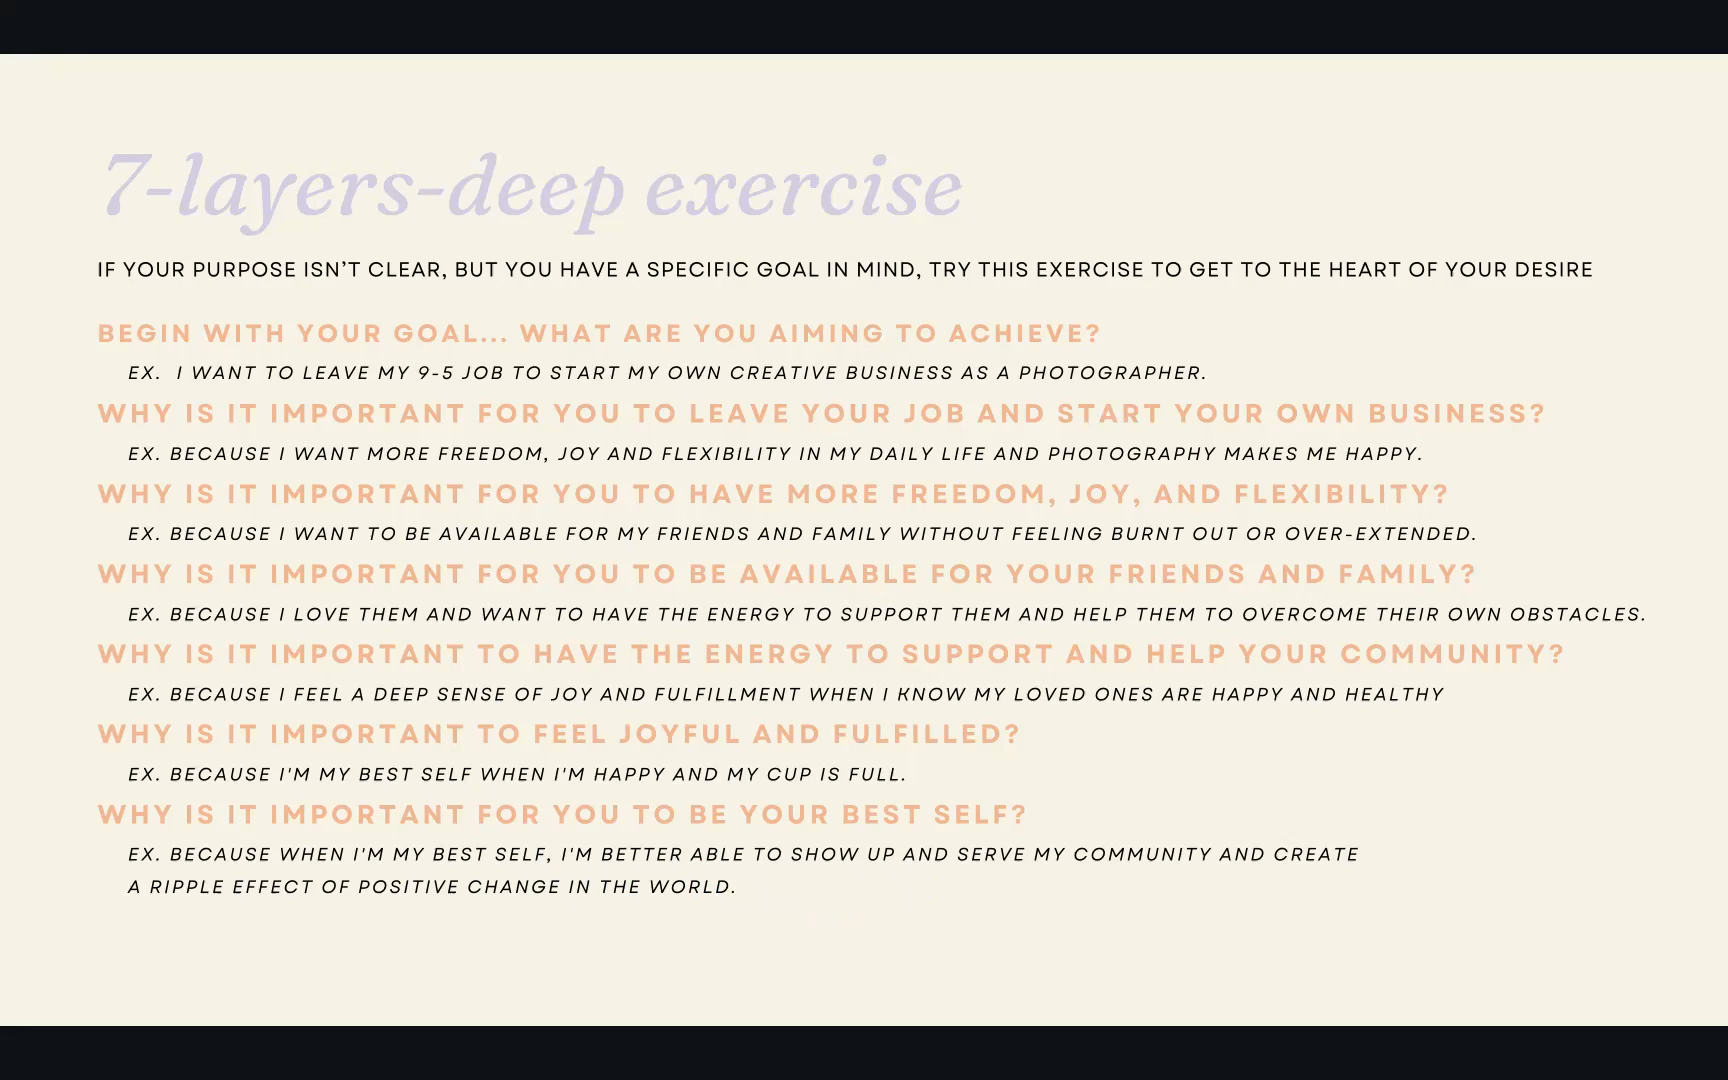 7-layers-deep exercise
IF YOUR PURPOSE ISN’T CLEAR, BUT YOU HAVE A SPECIFIC GOAL IN MIND, TRY THIS EXERCISE TO GET TO THE HEART OF YOUR DESIRE
BEGIN WITH YOUR GOAL... WHAT ARE YOU AIMING TO ACHIEVE?
EX.  I WANT TO LEAVE MY 9-5 JOB TO START MY OWN CREATIVE BUSINESS AS A PHOTOGRAPHER.
WHY IS IT IMPORTANT FOR YOU TO LEAVE YOUR JOB AND START YOUR OWN BUSINESS?
EX. BECAUSE I WANT MORE FREEDOM, JOY AND FLEXIBILITY IN MY DAILY LIFE AND PHOTOGRAPHY MAKES ME HAPPY.
WHY IS IT IMPORTANT FOR YOU TO HAVE MORE FREEDOM, JOY, AND FLEXIBILITY?
EX. BECAUSE I WANT TO BE AVAILABLE FOR MY FRIENDS AND FAMILY WITHOUT FEELING BURNT OUT OR OVER-EXTENDED.
WHY IS IT IMPORTANT FOR YOU TO BE AVAILABLE FOR YOUR FRIENDS AND FAMILY?
EX. BECAUSE I LOVE THEM AND WANT TO HAVE THE ENERGY TO SUPPORT THEM AND HELP THEM TO OVERCOME THEIR OWN OBSTACLES.
WHY IS IT IMPORTANT TO HAVE THE ENERGY TO SUPPORT AND HELP YOUR COMMUNITY?
EX. BECAUSE I FEEL A DEEP SENSE OF JOY AND FULFILLMENT WHEN I KNOW MY LOVED ONES ARE HAPPY AND HEALTHY
WHY IS IT IMPORTANT TO FEEL JOYFUL AND FULFILLED?
EX. BECAUSE I'M MY BEST SELF WHEN I'M HAPPY AND MY CUP IS FULL.
WHY IS IT IMPORTANT FOR YOU TO BE YOUR BEST SELF?
EX. BECAUSE WHEN I'M MY BEST SELF, I'M BETTER ABLE TO SHOW UP AND SERVE MY COMMUNITY AND CREATE
A RIPPLE EFFECT OF POSITIVE CHANGE IN THE WORLD.